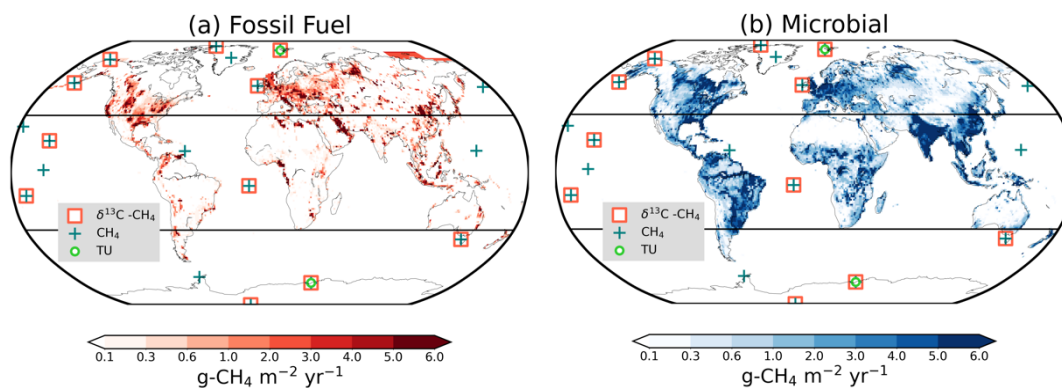 (a) Fossil Fuel
δ¹³C -CH₄
CH₄
TU
0.1 0.3 0.6 1.0 2.0 3.0 4.0 5.0 6.0
g-CH₄ m⁻² yr⁻¹
(b) Microbial
δ¹³C -CH₄
CH₄
TU
0.1 0.3 0.6 1.0 2.0 3.0 4.0 5.0 6.0
g-CH₄ m⁻² yr⁻¹